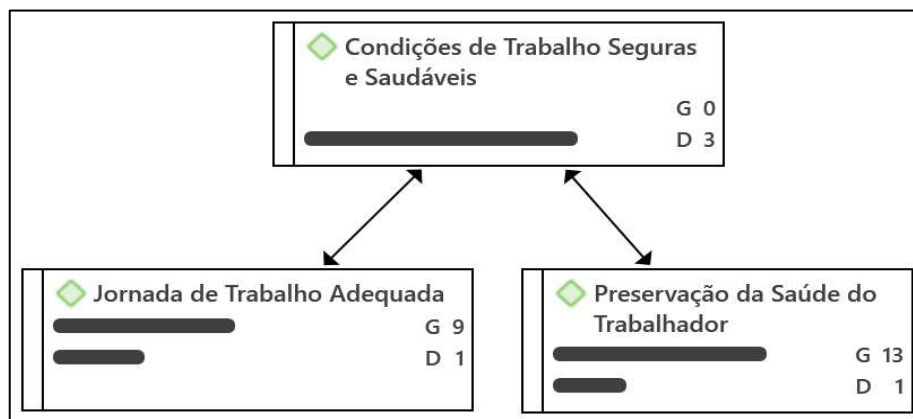 Condições de Trabalho Seguras
e Saudáveis
G 0
D 3
Jornada de Trabalho Adequada
G 9
D 1
Preservação da Saúde do
Trabalhador
G 13
D 1